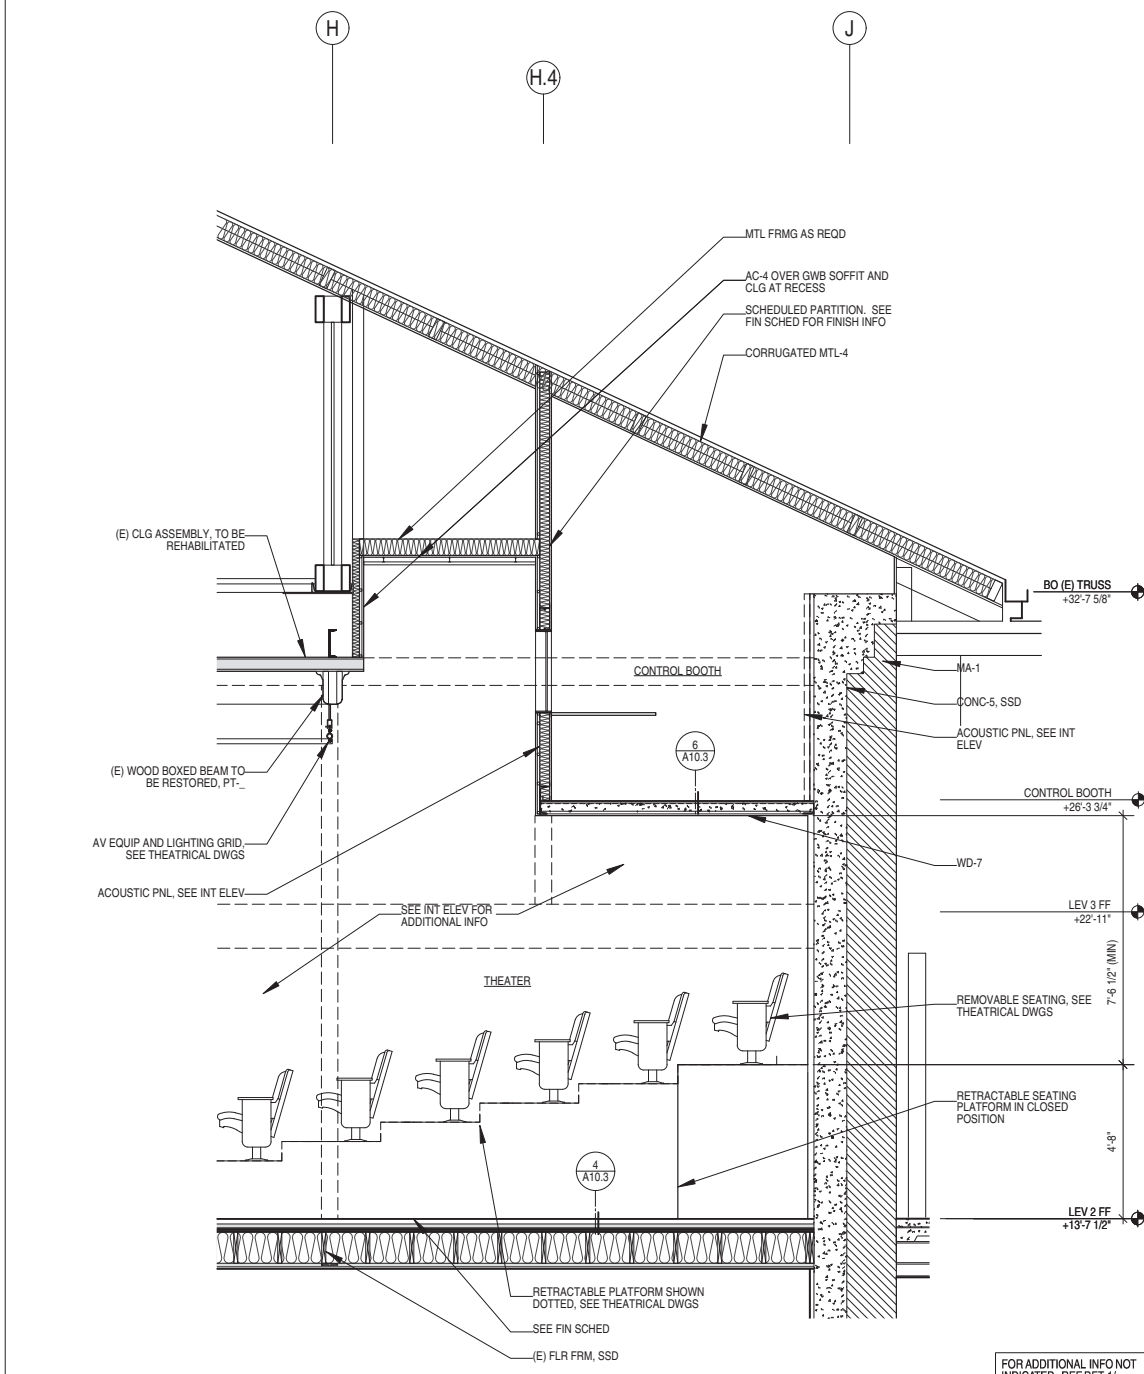 H
H.4
J
MTL FRMG AS REQD
AC-4 OVER GWB SOFFIT AND
CLG AT RECESS
SCHEDULED PARTITION. SEE
FIN SCHED FOR FINISH INFO
CORRUGATED MTL-4
(E) CLG ASSEMBLY, TO BE
REHABILITATED
BO (E) TRUSS
+32'-7 5/8"
CONTROL BOOTH
MA-1
CONC-5, SSD
ACOUSTIC PNL, SEE INT
ELEV
6
A10.3
(E) WOOD BOXED BEAM TO
BE RESTORED, PT-_
CONTROL BOOTH
+26'-3 3/4"
AV EQUIP AND LIGHTING GRID,
SEE THEATRICAL DWGS
WD-7
ACOUSTIC PNL, SEE INT ELEV
SEE INT ELEV FOR
ADDITIONAL INFO
LEV 3 FF
+22'-11"
7'-6 1/2" (MIN)
THEATER
REMOVABLE SEATING, SEE
THEATRICAL DWGS
RETRACTABLE SEATING
PLATFORM IN CLOSED
POSITION
4'-8"
4
A10.3
LEV 2 FF
+13'-7 1/2"
RETRACTABLE PLATFORM SHOWN
DOTTED, SEE THEATRICAL DWGS
SEE FIN SCHED
(E) FLR FRM, SSD
FOR ADDITIONAL INFO NOT